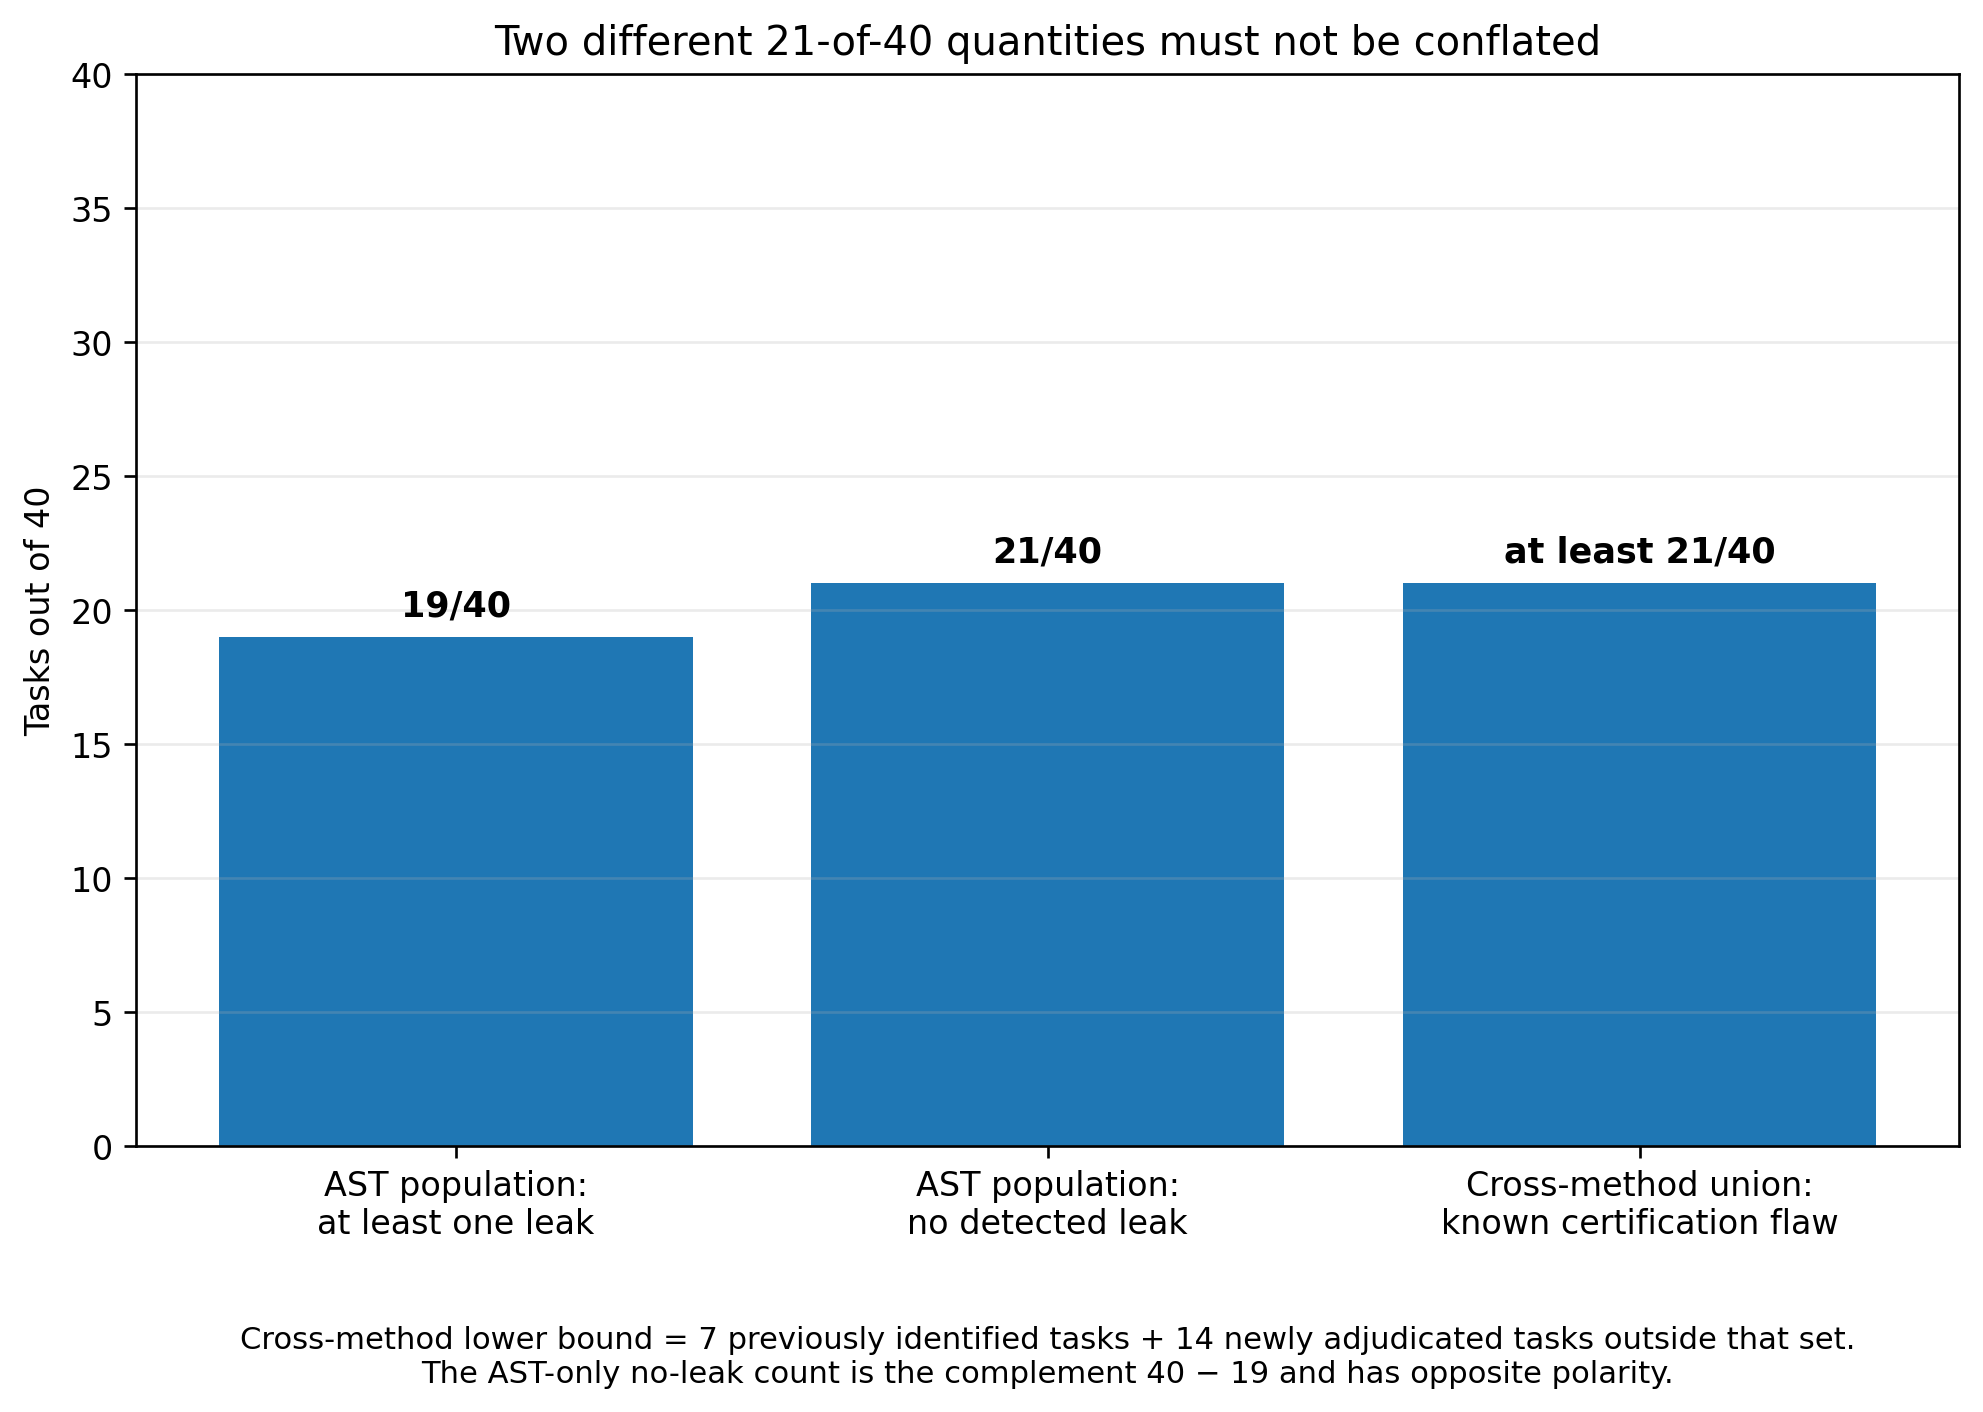 Two different 21-of-40 quantities must not be conflated
Tasks out of 40
40
35
30
25
20
15
10
5
0
19/40
21/40
at least 21/40
AST population:
at least one leak
AST population:
no detected leak
Cross-method union:
known certification flaw
Cross-method lower bound = 7 previously identified tasks + 14 newly adjudicated tasks outside that set.
The AST-only no-leak count is the complement 40 − 19 and has opposite polarity.